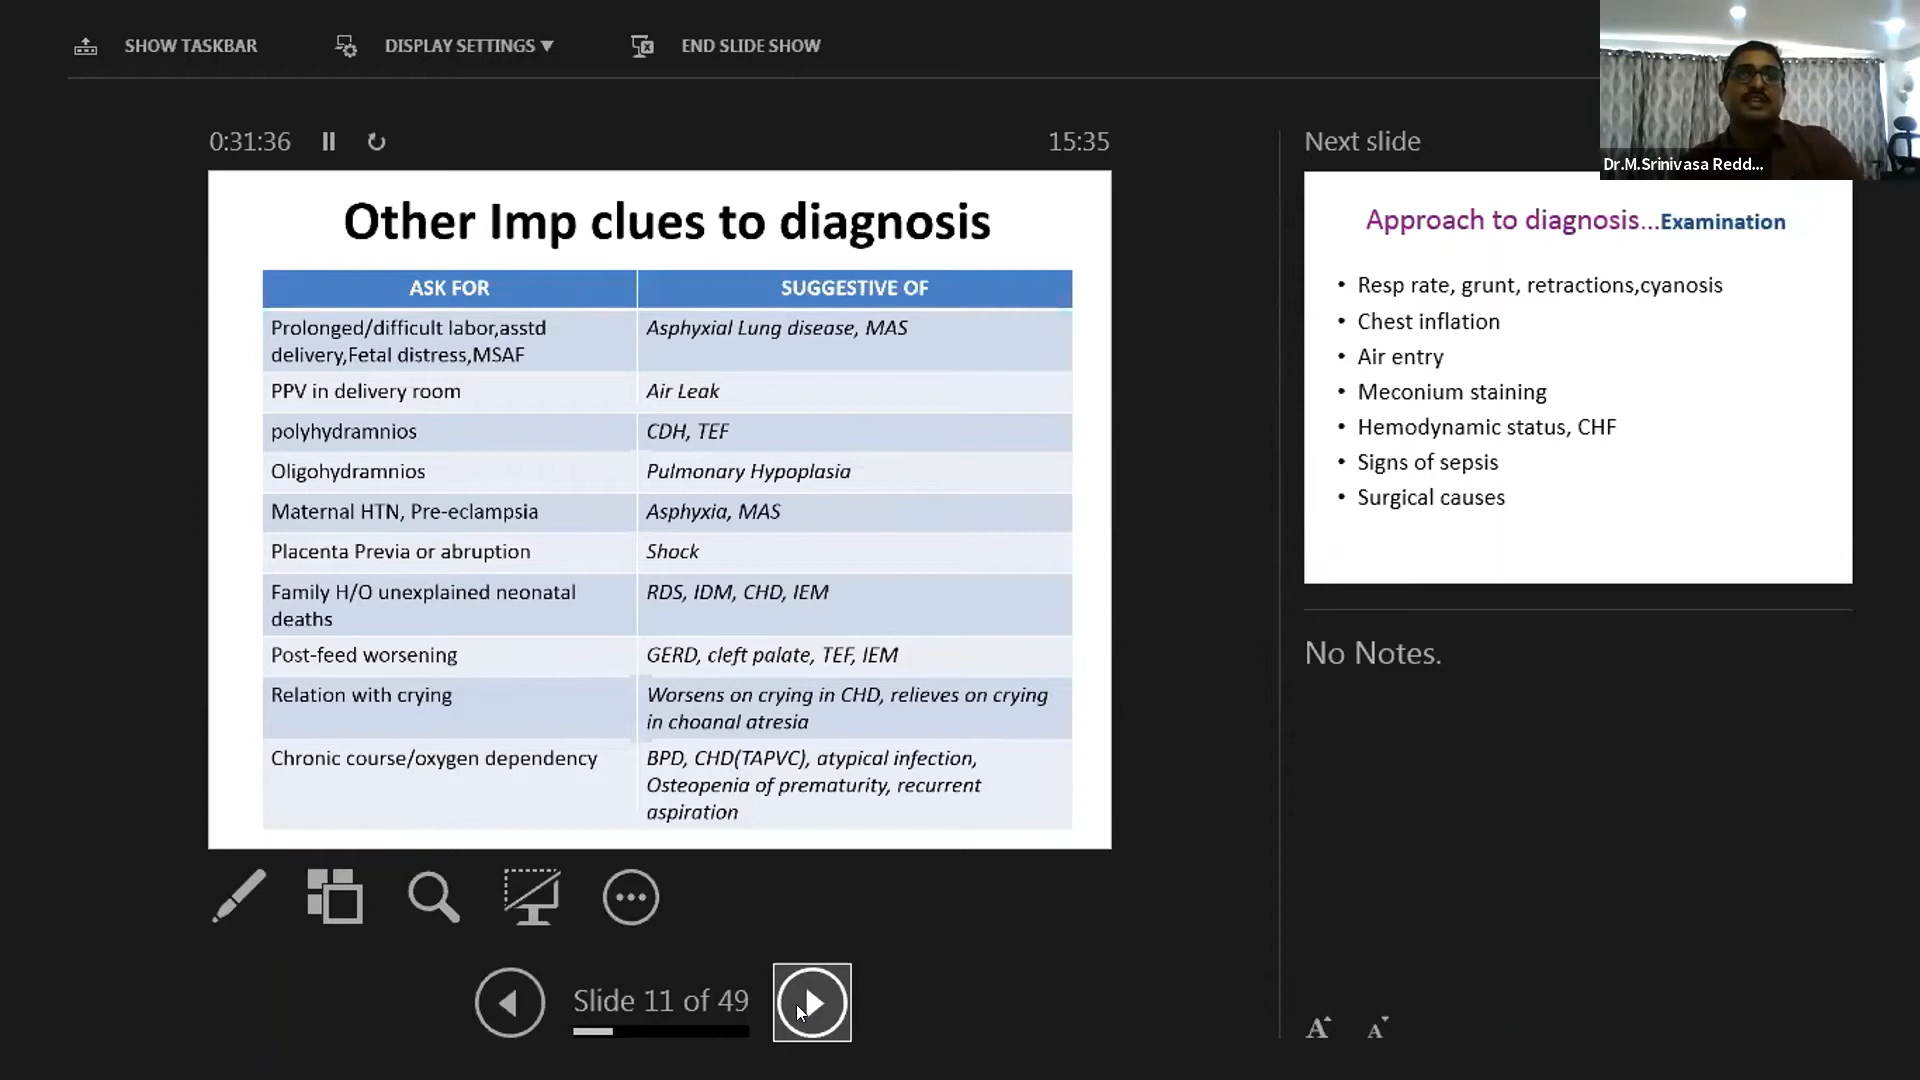 SHOW TASKBAR
DISPLAY SETTINGS ▼
END SLIDE SHOW
Dr.M.Srinivasa Redd...
0:31:36
15:35
Other Imp clues to diagnosis
ASK FOR
SUGGESTIVE OF
Prolonged/difficult labor,asstd
delivery,Fetal distress,MSAF
Asphyxial Lung disease, MAS
PPV in delivery room
Air Leak
polyhydramnios
CDH, TEF
Oligohydramnios
Pulmonary Hypoplasia
Maternal HTN, Pre-eclampsia
Asphyxia, MAS
Placenta Previa or abruption
Shock
Family H/O unexplained neonatal
deaths
RDS, IDM, CHD, IEM
Post-feed worsening
GERD, cleft palate, TEF, IEM
Relation with crying
Worsens on crying in CHD, relieves on crying
in choanal atresia
Chronic course/oxygen dependency
BPD, CHD(TAPVC), atypical infection,
Osteopenia of prematurity, recurrent
aspiration
Slide 11 of 49
Next slide
Approach to diagnosis...Examination
• Resp rate, grunt, retractions,cyanosis
• Chest inflation
• Air entry
• Meconium staining
• Hemodynamic status, CHF
• Signs of sepsis
• Surgical causes
No Notes.
A A